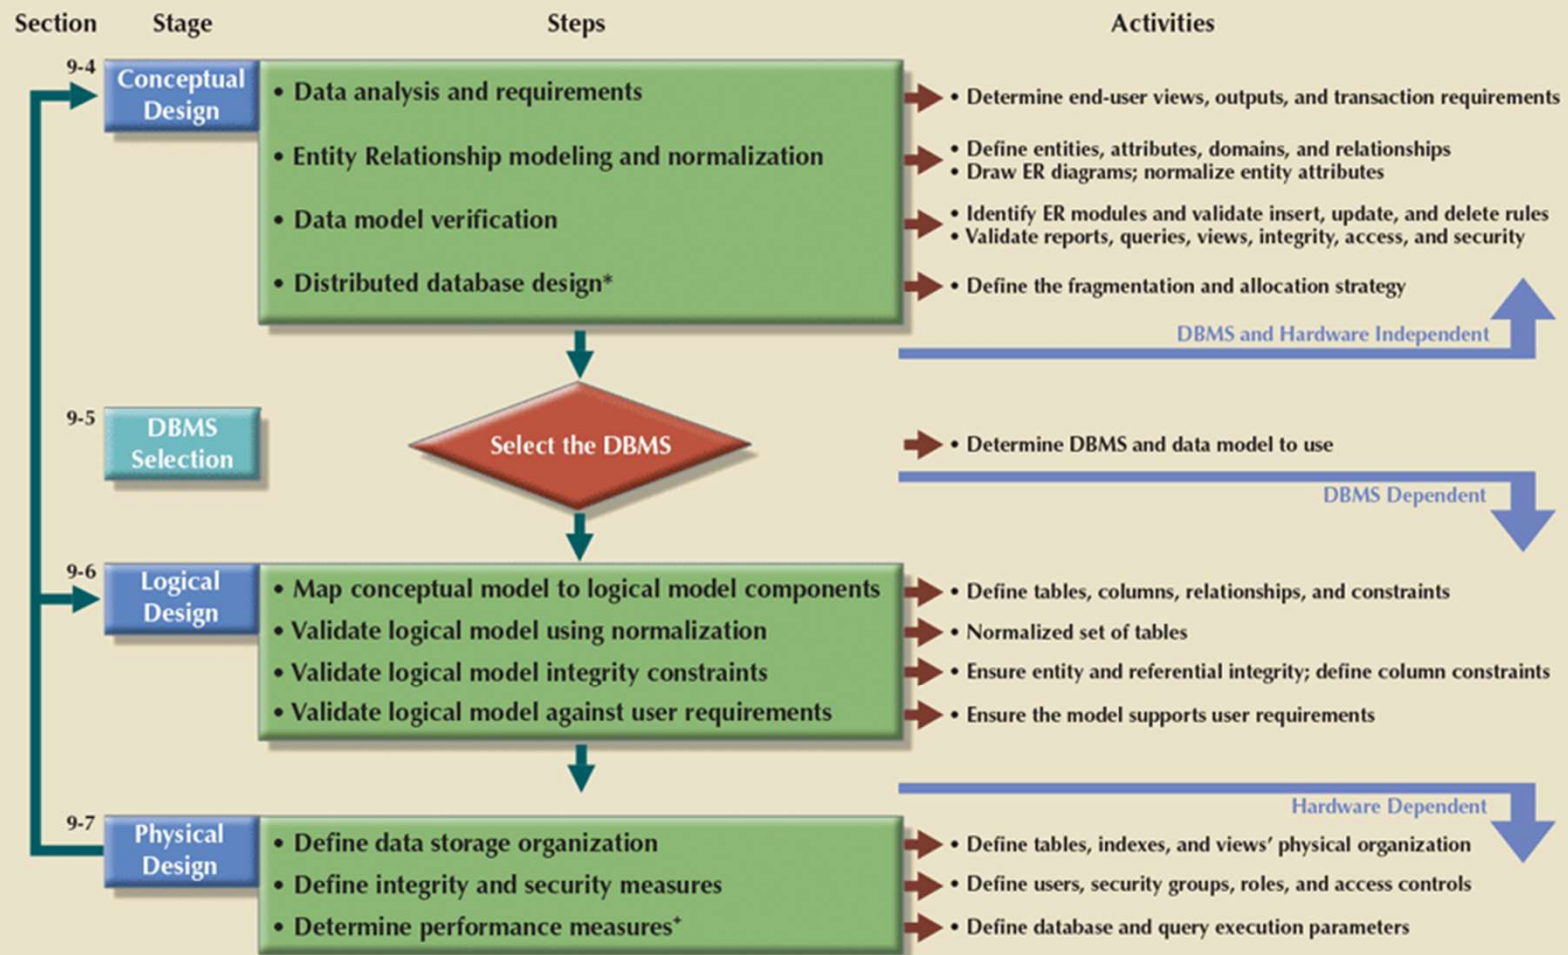 Section Stage Steps Activities
9-4
Conceptual
Design
• Data analysis and requirements
• Determine end-user views, outputs, and transaction requirements
• Entity Relationship modeling and normalization
• Define entities, attributes, domains, and relationships
• Draw ER diagrams; normalize entity attributes
• Data model verification
• Identify ER modules and validate insert, update, and delete rules
• Validate reports, queries, views, integrity, access, and security
• Distributed database design*
• Define the fragmentation and allocation strategy
DBMS and Hardware Independent
9-5
DBMS
Selection
Select the DBMS
• Determine DBMS and data model to use
DBMS Dependent
9-6
Logical
Design
• Map conceptual model to logical model components
• Define tables, columns, relationships, and constraints
• Validate logical model using normalization
• Normalized set of tables
• Validate logical model integrity constraints
• Ensure entity and referential integrity; define column constraints
• Validate logical model against user requirements
• Ensure the model supports user requirements
Hardware Dependent
9-7
Physical
Design
• Define data storage organization
• Define tables, indexes, and views’ physical organization
• Define integrity and security measures
• Define users, security groups, roles, and access controls
• Determine performance measures⁺
• Define database and query execution parameters